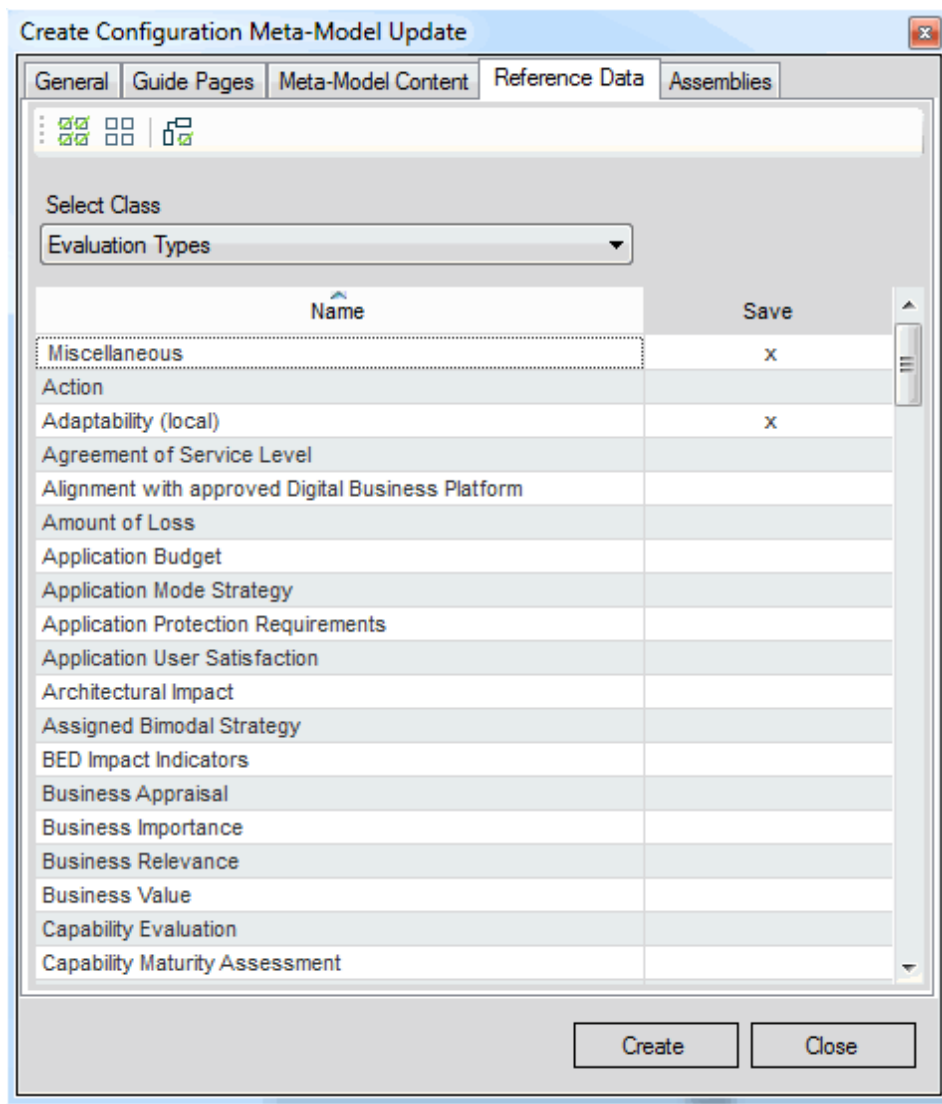 Create Configuration Meta-Model Update
General Guide Pages Meta-Model Content Reference Data Assemblies
Select Class
Evaluation Types
Name Save
Miscellaneous x
Action
Adaptability (local) x
Agreement of Service Level
Alignment with approved Digital Business Platform
Amount of Loss
Application Budget
Application Mode Strategy
Application Protection Requirements
Application User Satisfaction
Architectural Impact
Assigned Bimodal Strategy
BED Impact Indicators
Business Appraisal
Business Importance
Business Relevance
Business Value
Capability Evaluation
Capability Maturity Assessment
Create Close